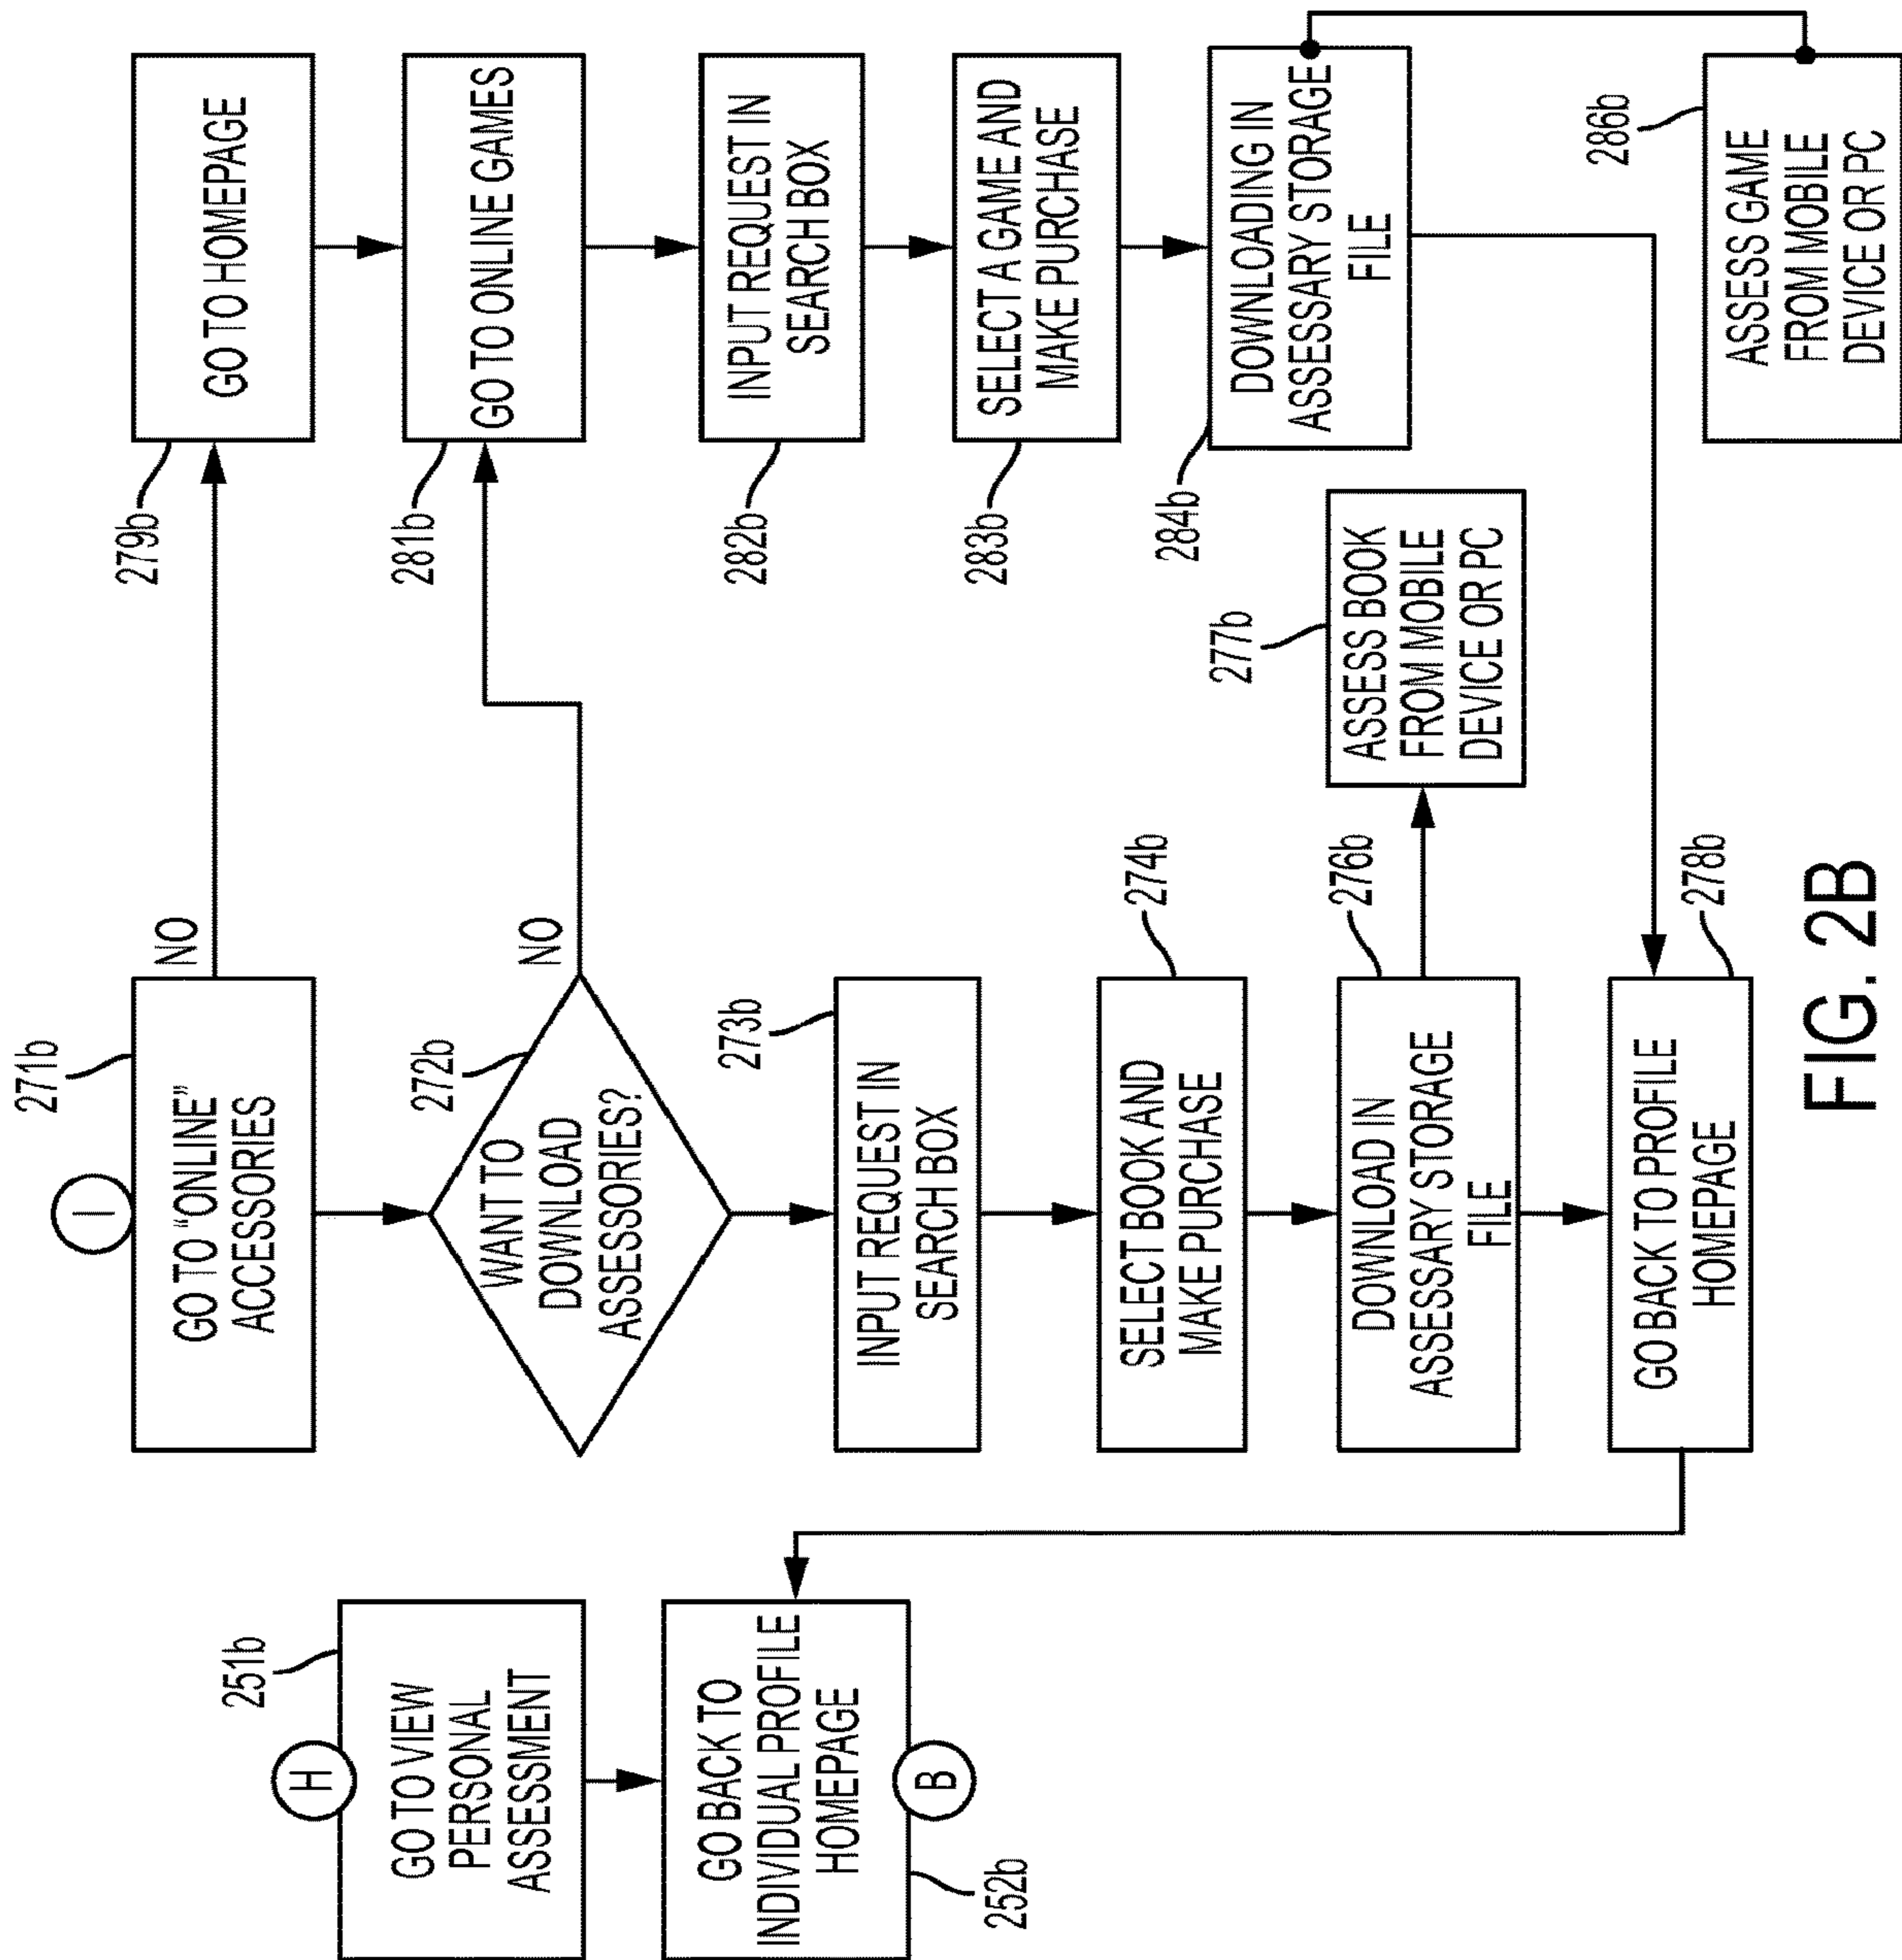 H
251b
GO TO VIEW
PERSONAL
ASSESSMENT
GO BACK TO
INDIVIDUAL PROFILE
HOMEPAGE
B
252b
I
271b
GO TO "ONLINE"
ACCESSORIES
NO
272b
WANT TO
DOWNLOAD
ASSESSORIES?
NO
273b
INPUT REQUEST IN
SEARCH BOX
274b
SELECT BOOK AND
MAKE PURCHASE
276b
DOWNLOAD IN
ASSESSARY STORAGE
FILE
277b
ASSESS BOOK
FROM MOBILE
DEVICE OR PC
278b
GO BACK TO PROFILE
HOMEPAGE
279b
GO TO HOMEPAGE
281b
GO TO ONLINE GAMES
282b
INPUT REQUEST IN
SEARCH BOX
283b
SELECT A GAME AND
MAKE PURCHASE
284b
DOWNLOADING IN
ASSESSARY STORAGE
FILE
286b
ASSESS GAME
FROM MOBILE
DEVICE OR PC
FIG. 2B